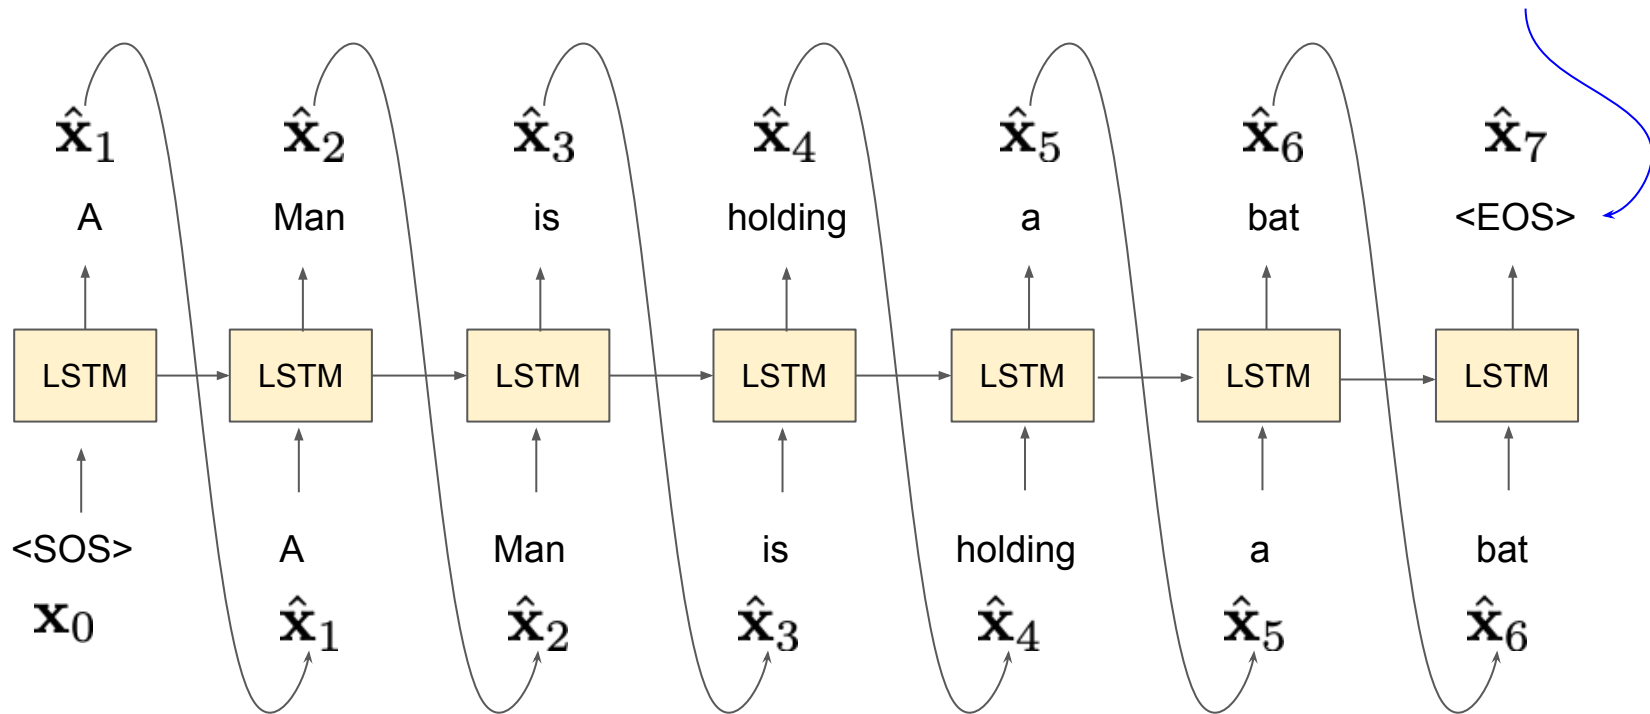 x̂₁ x̂₂ x̂₃ x̂₄ x̂₅ x̂₆ x̂₇
A Man is holding a bat <EOS>
LSTM LSTM LSTM LSTM LSTM LSTM LSTM
<SOS> A Man is holding a bat
x₀ x̂₁ x̂₂ x̂₃ x̂₄ x̂₅ x̂₆